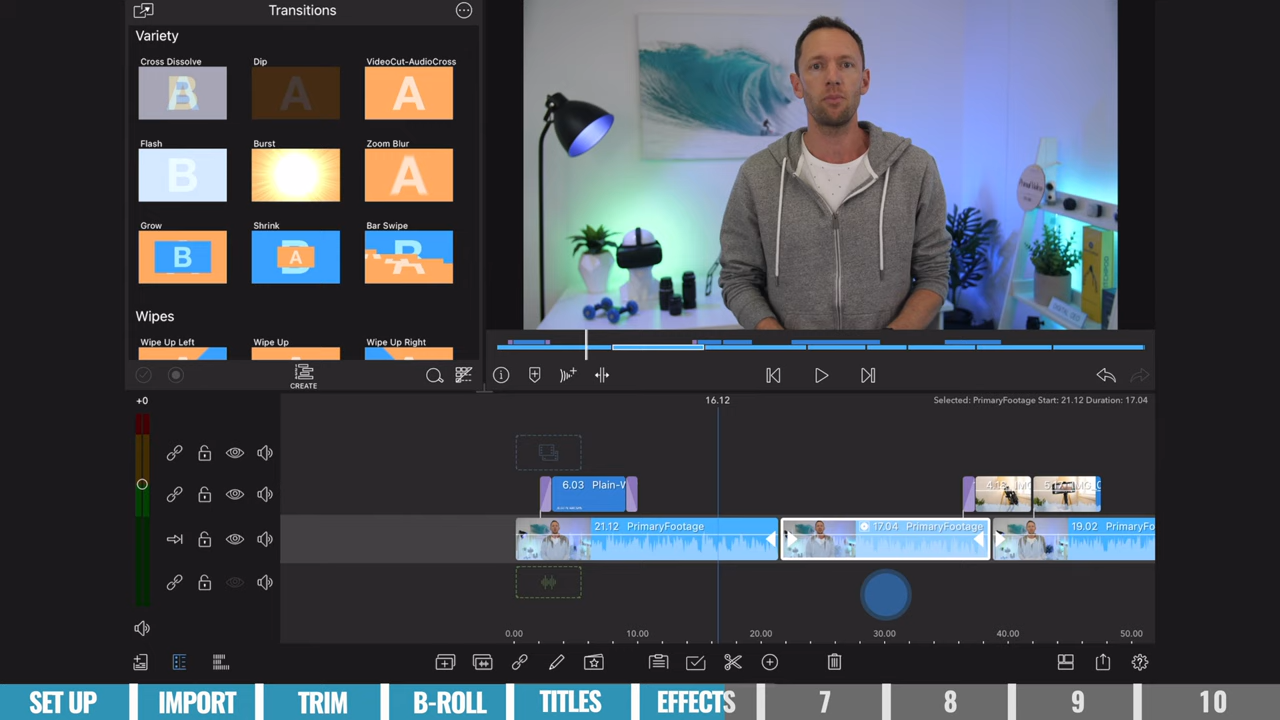 Transitions
Variety
Cross Dissolve
Dip
VideoCut-AudioCross
B
A
A
Flash
Burst
Zoom Blur
B
A
Grow
Shrink
Bar Swipe
B
A
Wipes
Wipe Up Left
Wipe Up
Wipe Up Right
CREATE
+0
16.12
Selected: PrimaryFootage Start: 21.12 Duration: 17.04
6.03 Plain-W
21.12 PrimaryFootage
17.04 PrimaryFootage
19.02 PrimaryFo
0.00
10.00
20.00
30.00
40.00
50.00
SET UP
IMPORT
TRIM
B-ROLL
TITLES
EFFECTS
7
8
9
10